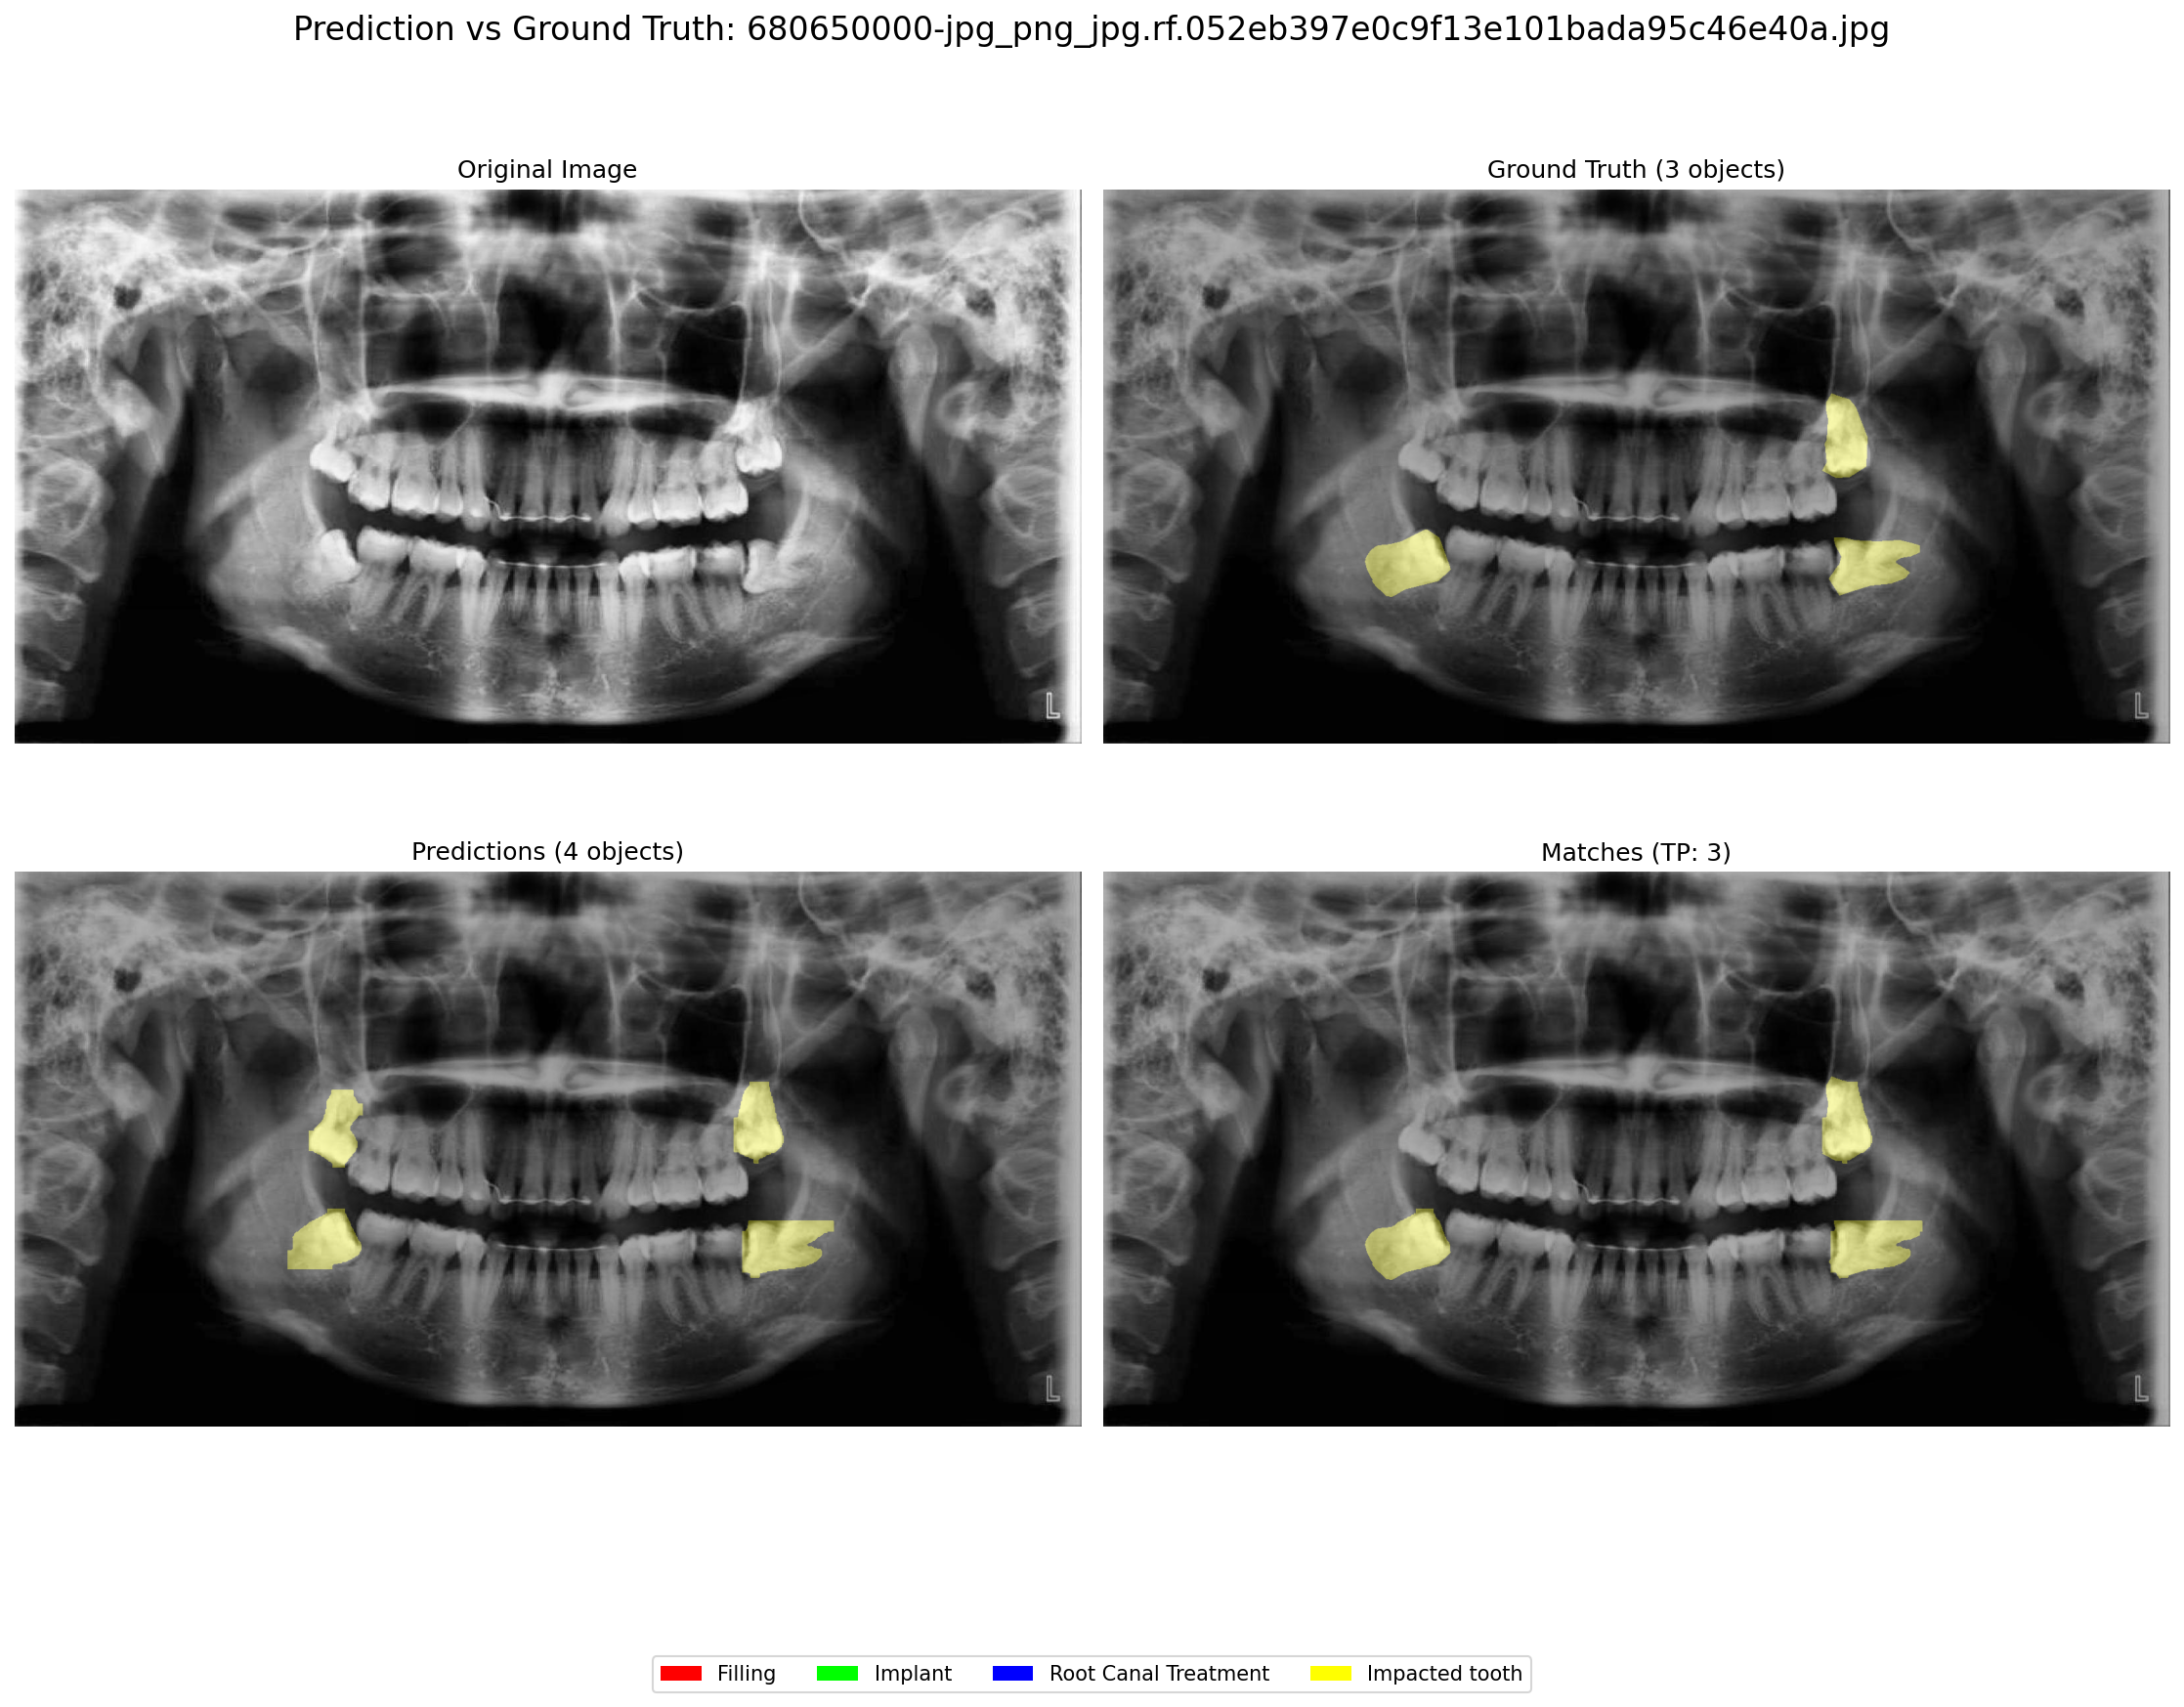 Prediction vs Ground Truth: 680650000-jpg_png_jpg.rf.052eb397e0c9f13e101bada95c46e40a.jpg
Original Image
Ground Truth (3 objects)
L
L
Predictions (4 objects)
Matches (TP: 3)
L
L
Filling
Implant
Root Canal Treatment
Impacted tooth